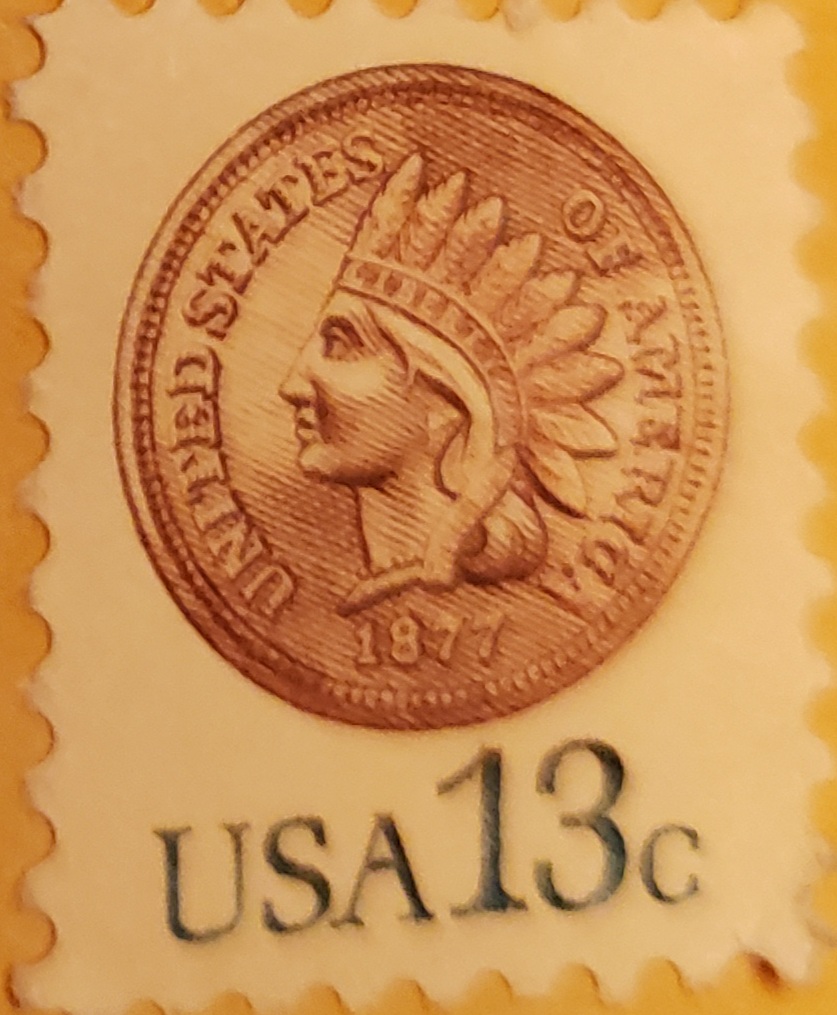 UNITED STATES OF AMERICA
1877
USA 13c